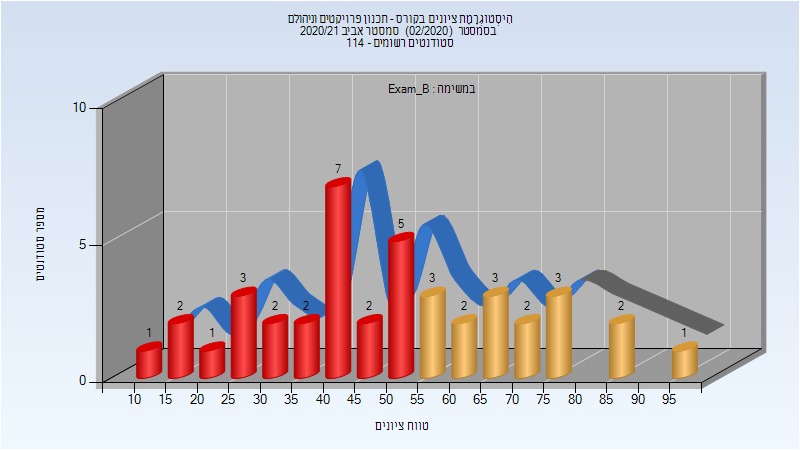 היסטוגרמת ציונים בקורס - תכנון פרויקטים וניהולם
בסמסטר (02/2020) סמסטר אביב 2020/21
סטודנטים רשומים - 114
במשימה : Exam_B
מספר סטודנטים
10
5
0
1 2 1 3 2 2 7 2 5 3 2 3 2 3 2 1
10 15 20 25 30 35 40 45 50 55 60 65 70 75 80 85 90 95
טווח ציונים